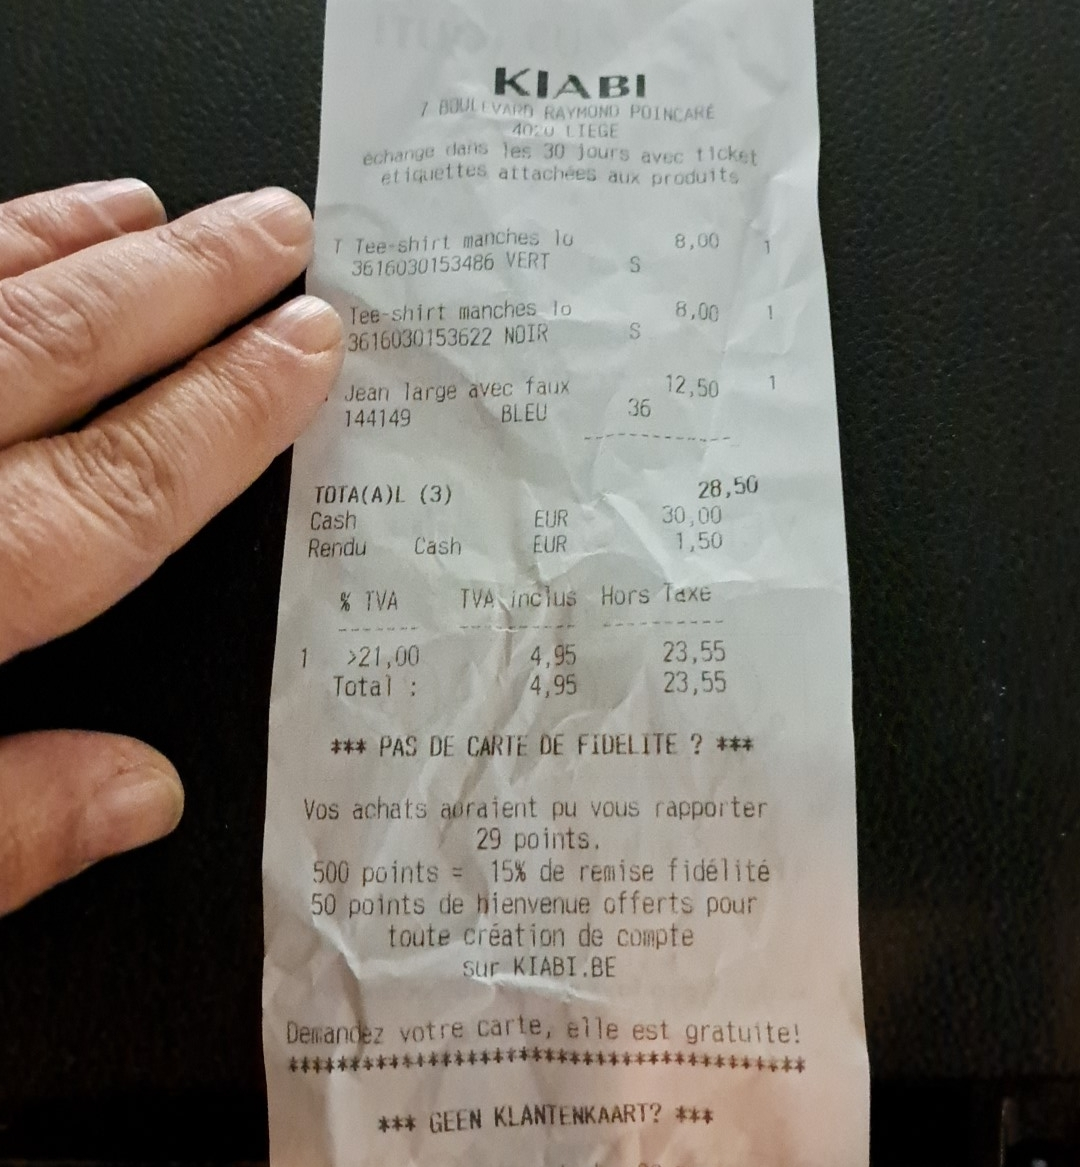 KIABI
7 BOULEVARD RAYMOND POINCARÉ
4020 LIEGE
échange dans les 30 jours avec ticket
etiquettes attachées aux produits
T Tee-shirt manches lo 8,00 1
3616030153486 VERT S
Tee-shirt manches lo 8,00 1
3616030153622 NOIR S
Jean large avec faux 12,50 1
144149 BLEU 36
TOTA(A)L (3) 28,50
Cash EUR 30,00
Rendu Cash EUR 1,50
% TVA TVA inclus Hors Taxe
1 >21,00 4,95 23,55
Total : 4,95 23,55
*** PAS DE CARTE DE FIDELITE ? ***
Vos achats auraient pu vous rapporter
29 points.
500 points = 15% de remise fidélité
50 points de bienvenue offerts pour
toute création de compte
sur KIABI.BE
Demandez votre carte, elle est gratuite!
******************************************
*** GEEN KLANTENKAART? ***